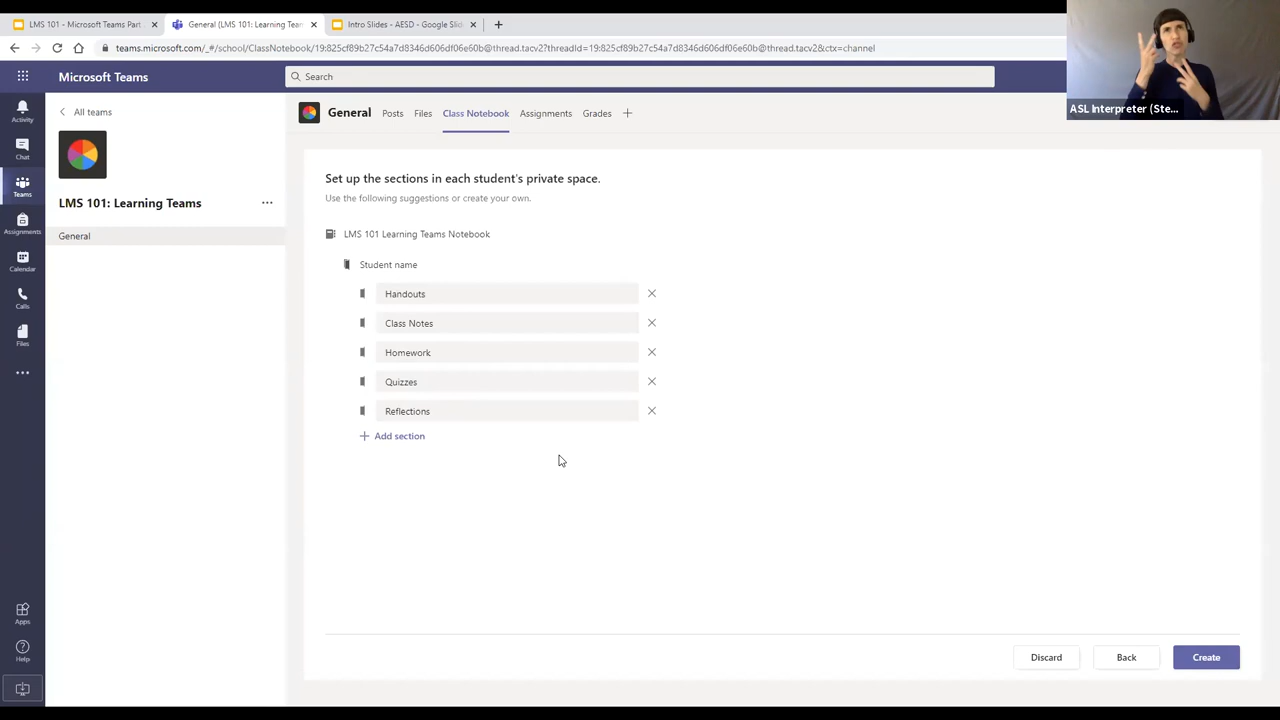 LMS 101 - Microsoft Teams Part
General (LMS 101: Learning Tean
Intro Slides - AESD - Google Slid
teams.microsoft.com/_#/school/ClassNotebook/19:825cf89b27c54a7d8346d606df06e60b@thread.tacv2?threadId=19:825cf89b27c54a7d8346d606df06e60b@thread.tacv2&ctx=channel
Microsoft Teams
Search
ASL Interpreter (Ste...
Activity
Chat
Teams
Assignments
Calendar
Calls
Files
Apps
Help
All teams
LMS 101: Learning Teams
General
General Posts Files Class Notebook Assignments Grades
Set up the sections in each student's private space.
Use the following suggestions or create your own.
LMS 101 Learning Teams Notebook
Student name
Handouts
Class Notes
Homework
Quizzes
Reflections
Add section
Discard Back Create